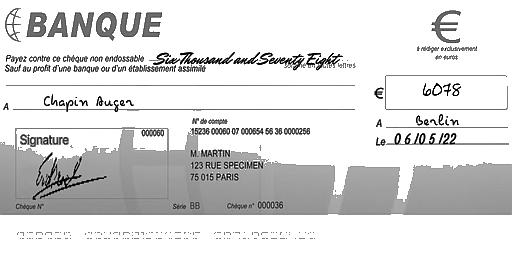 BANQUE
€
à rédiger exclusivement
en euros
Payez contre ce chèque non endossable Six Thousand and Seventy Eight
Sauf au profit d'une banque ou d'un établissement assimilé
somme en toutes lettres
€ 6078
A Chapin Auger
A Berlin
Le 06/05/22
Signature
000060
N° de compte
15236 00060 07 000654 56 36 0000256
M. MARTIN
123 RUE SPECIMEN
75 015 PARIS
Chèque N°
Série BB
Chéque n° 000036